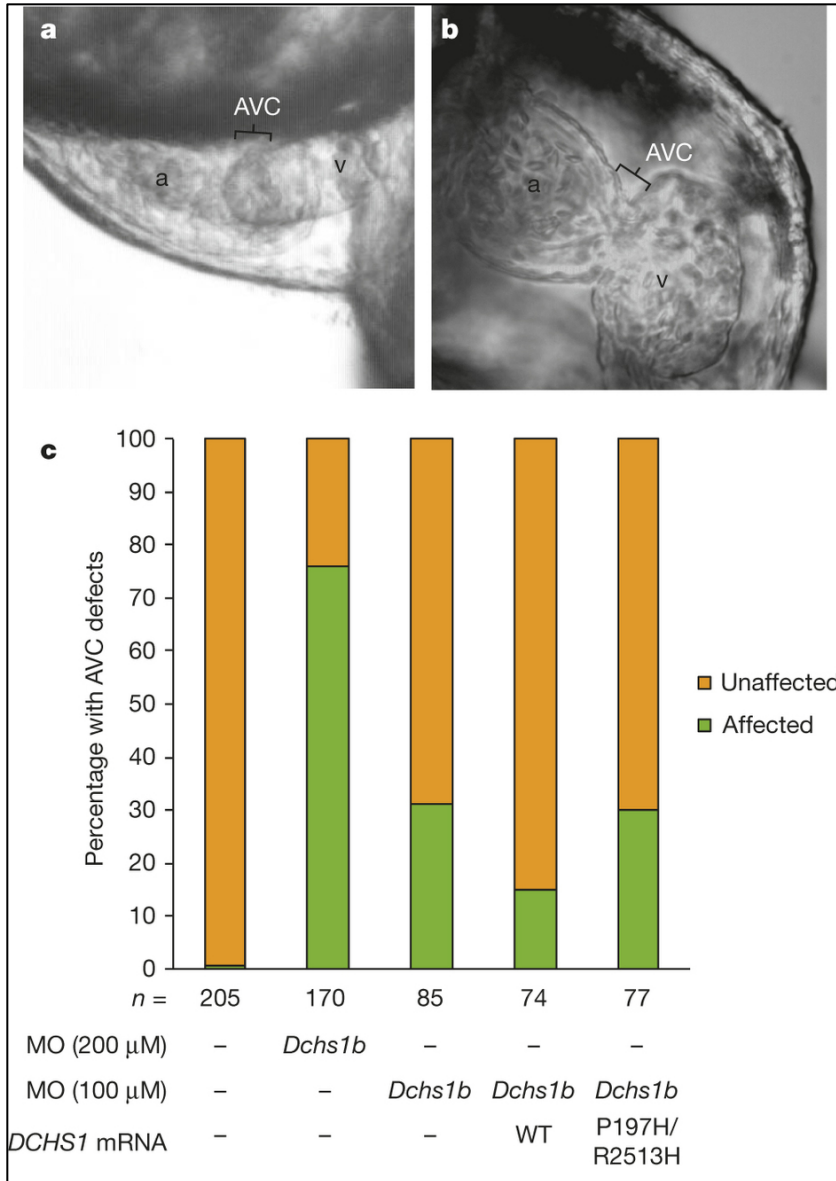 a
AVC
a
v
b
AVC
a
v
c
Percentage with AVC defects
100
90
80
70
60
50
40
30
20
10
0
Unaffected
Affected
n = 205 170 85 74 77
MO (200 μM) – Dchs1b – – –
MO (100 μM) – – Dchs1b Dchs1b Dchs1b
DCHS1 mRNA – – – WT P197H/
R2513H